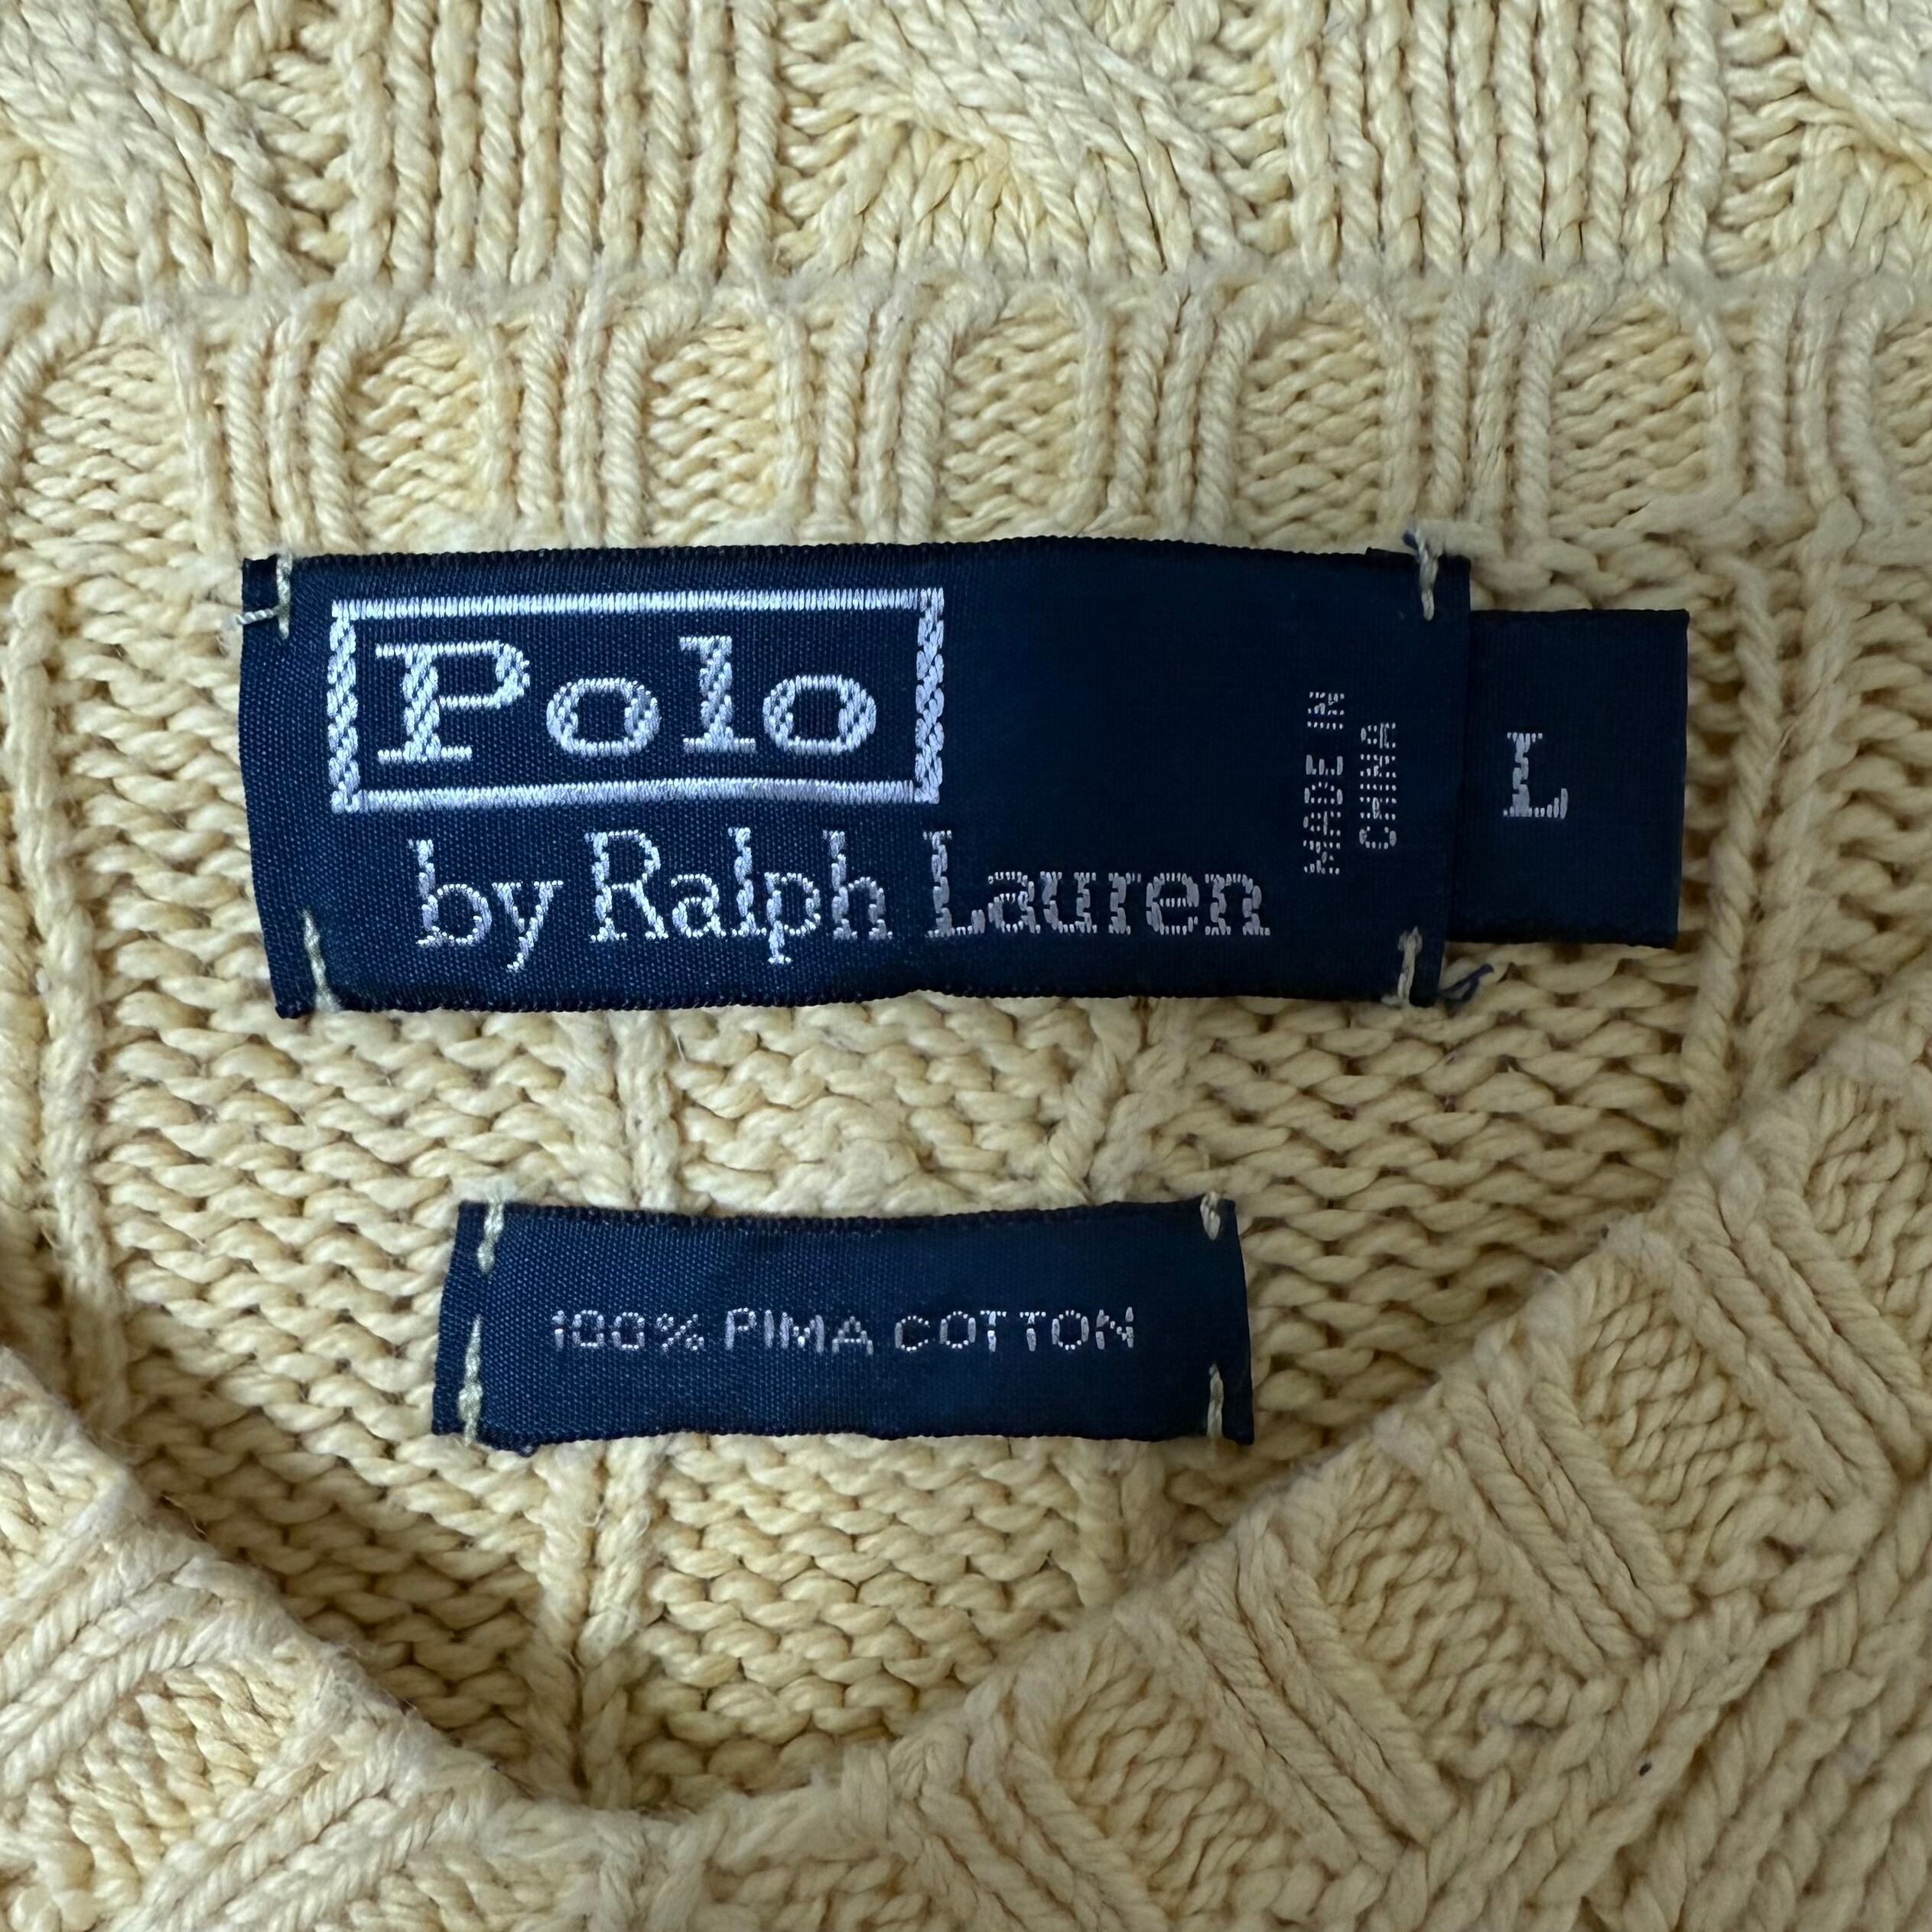 Polo
by Ralph Lauren
MADE IN
CHINA
L
100% PIMA COTTON